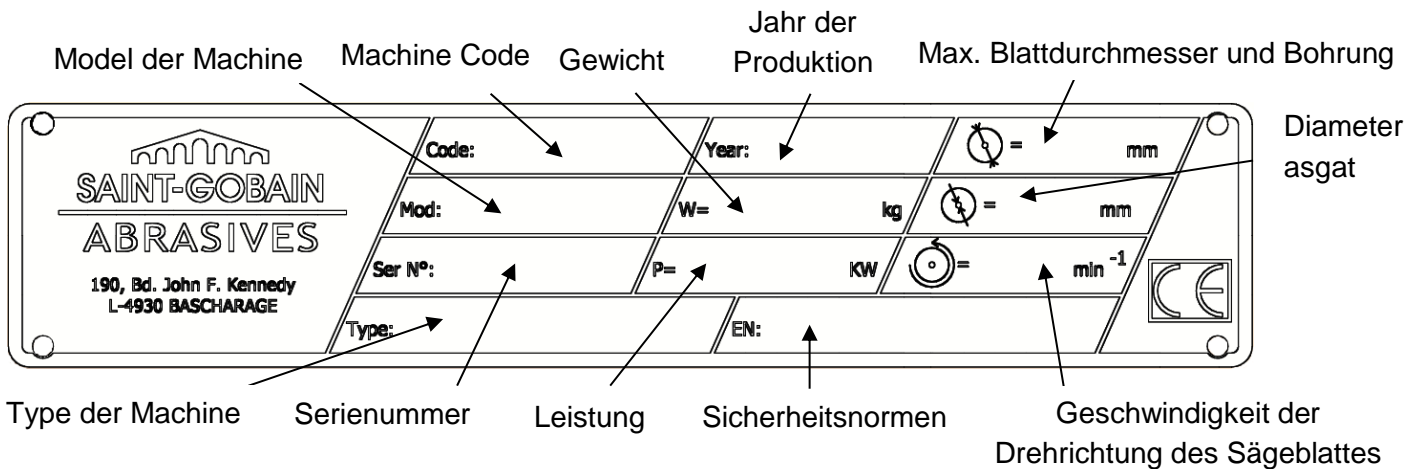 Model der Machine
Machine Code
Gewicht
Jahr der
Produktion
Max. Blattdurchmesser und Bohrung
Diameter
asgat
SAINT-GOBAIN
ABRASIVES
190, Bd. John F. Kennedy
L-4930 BASCHARAGE
Code:
Year:
= mm
Mod:
W= kg
= mm
Ser Nº:
P= KW
= min -1
Type:
EN:
CE
Type der Machine
Serienummer
Leistung
Sicherheitsnormen
Geschwindigkeit der
Drehrichtung des Sägeblattes